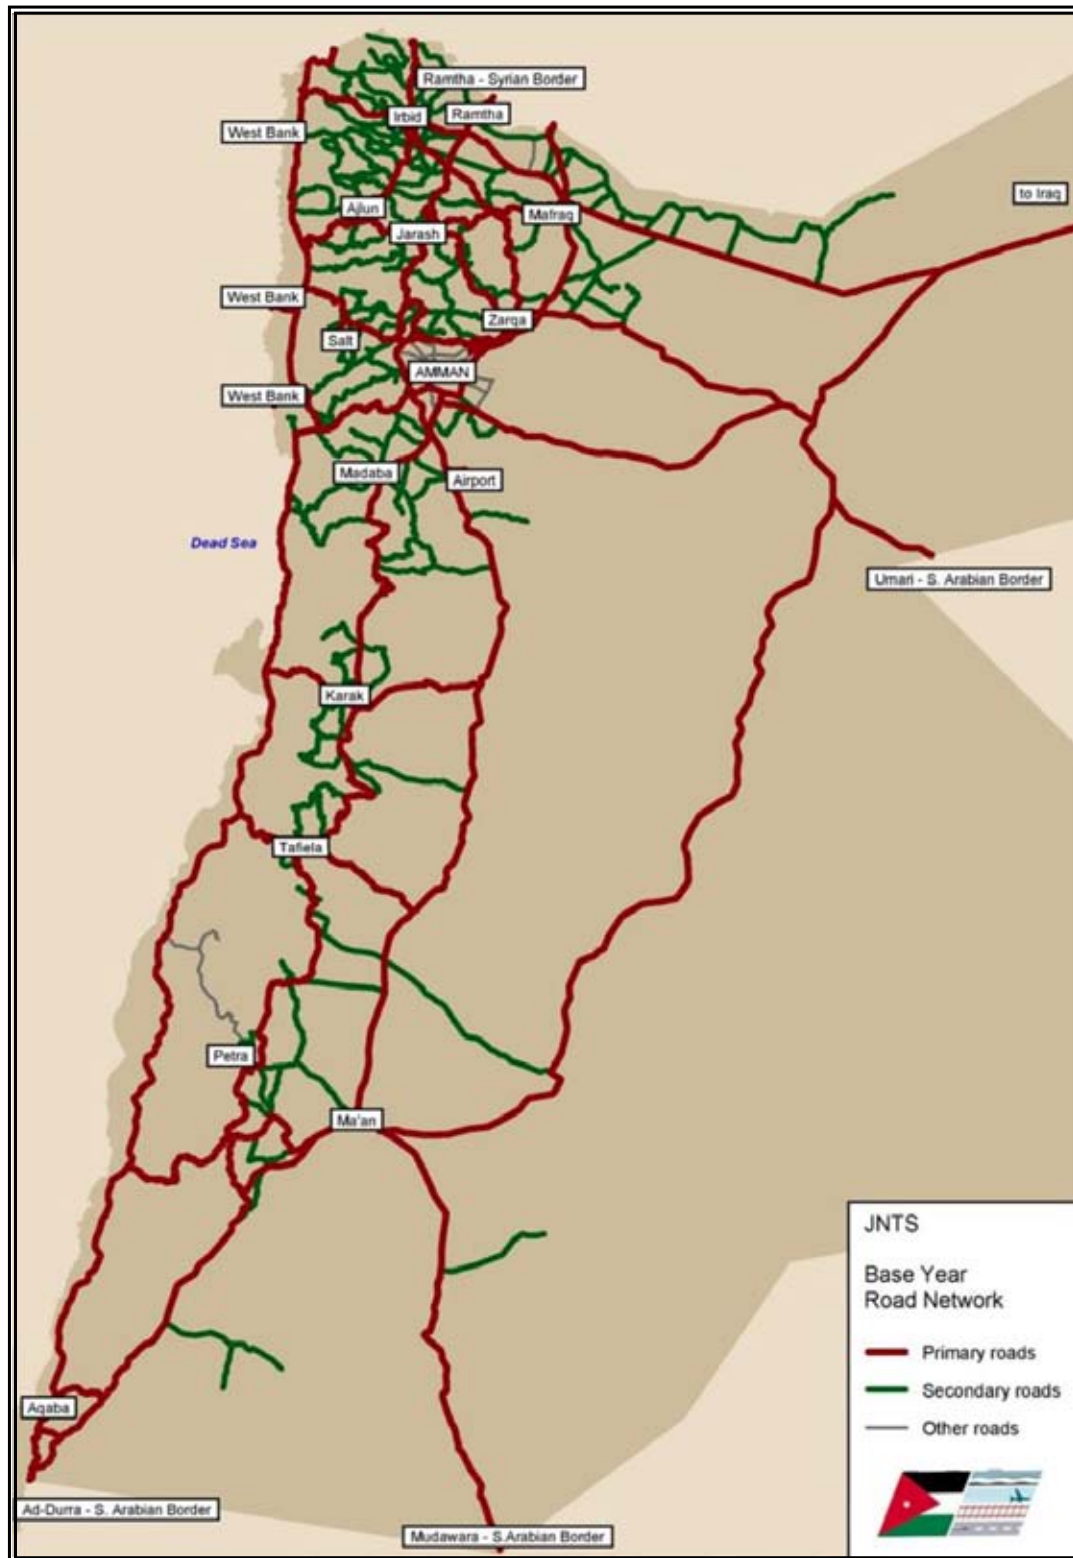 Ramtha - Syrian Border
Irbid
Ramtha
West Bank
to Iraq
Ajlun
Mafraq
Jarash
West Bank
Zarqa
Salt
AMMAN
West Bank
Madaba
Airport
Dead Sea
Umari - S. Arabian Border
Karak
Tafiela
Petra
Ma'an
Aqaba
Ad-Durra - S. Arabian Border
Mudawara - S.Arabian Border
JNTS
Base Year
Road Network
Primary roads
Secondary roads
Other roads